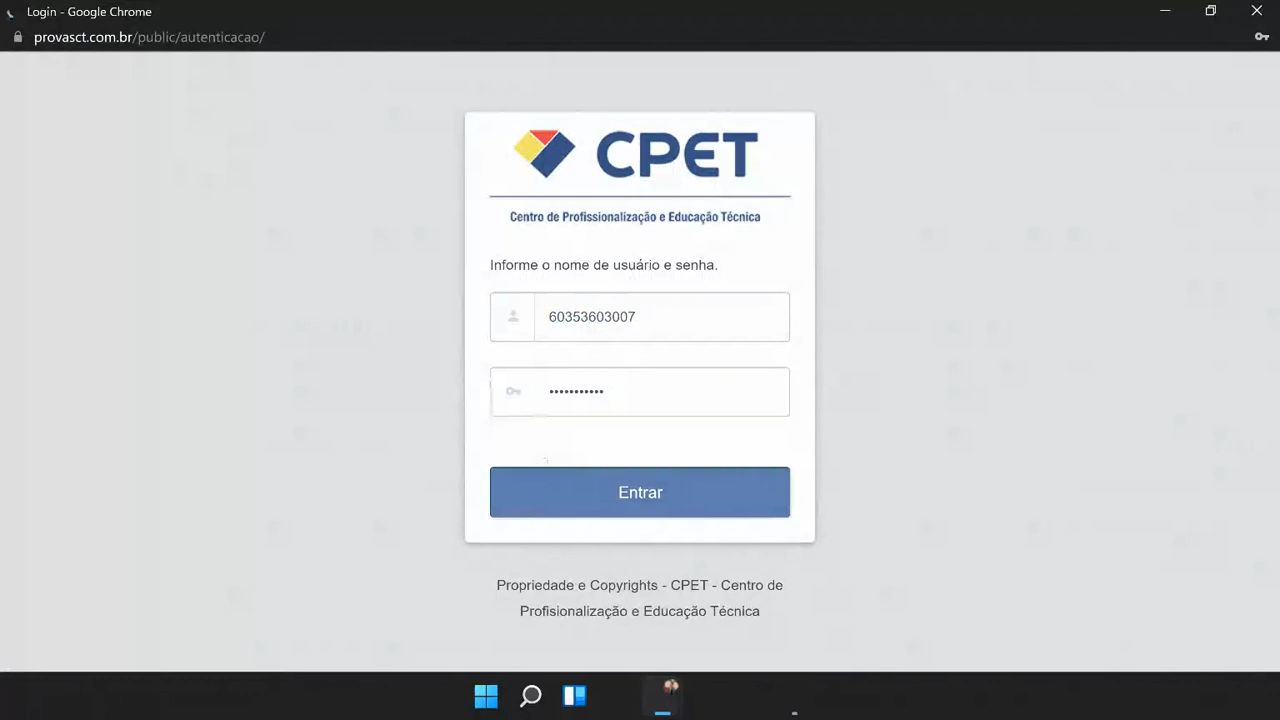 Login - Google Chrome
provasct.com.br/public/autenticacao/
CPET
Centro de Profissionalização e Educação Técnica
Informe o nome de usuário e senha.
60353603007
•••••••••••
Entrar
Propriedade e Copyrights - CPET - Centro de
Profisionalização e Educação Técnica